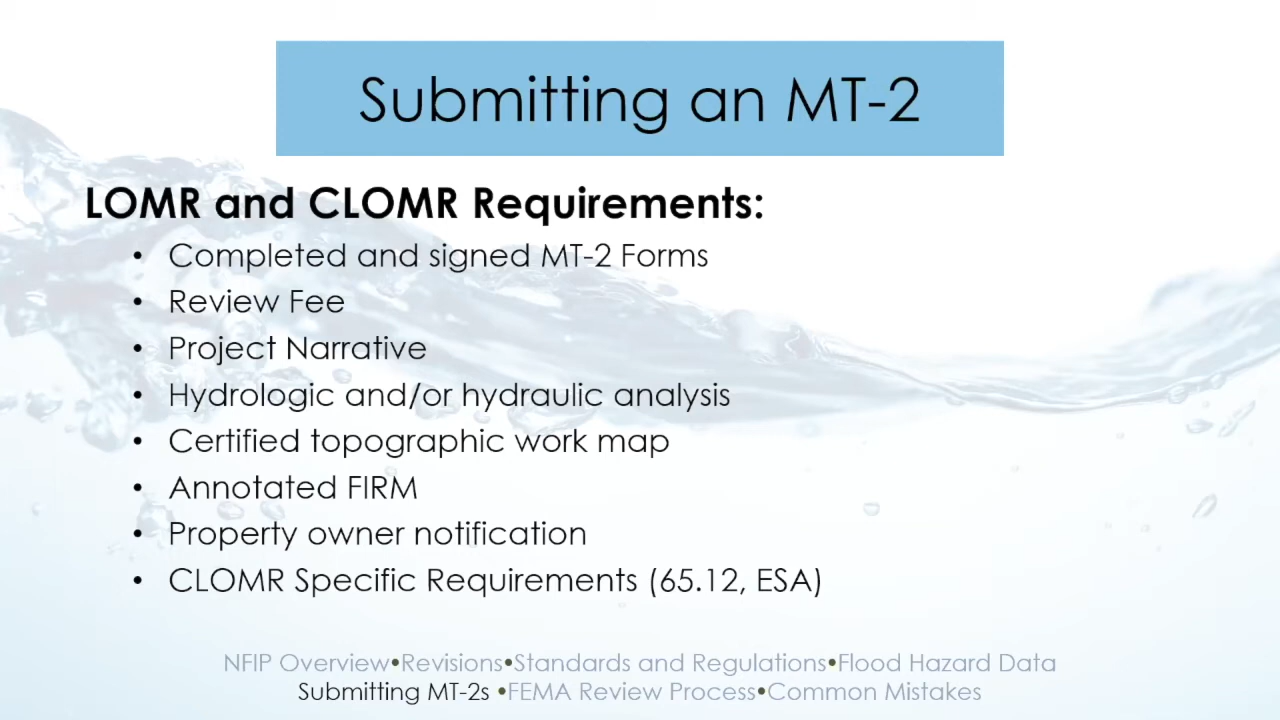 Submitting an MT-2
LOMR and CLOMR Requirements:
• Completed and signed MT-2 Forms
• Review Fee
• Project Narrative
• Hydrologic and/or hydraulic analysis
• Certified topographic work map
• Annotated FIRM
• Property owner notification
• CLOMR Specific Requirements (65.12, ESA)
NFIP Overview•Revisions•Standards and Regulations•Flood Hazard Data
Submitting MT-2s •FEMA Review Process•Common Mistakes